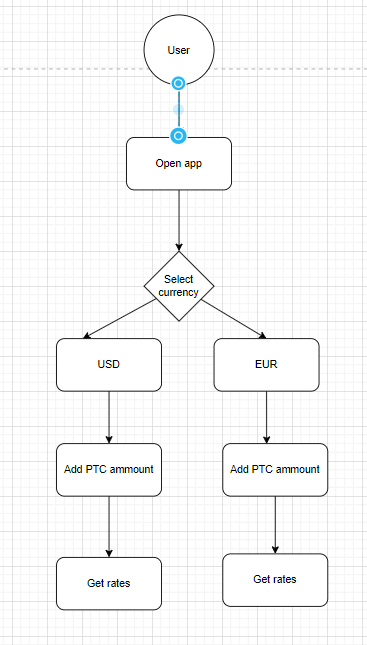 User
Open app
Select
currency
USD
EUR
Add PTC ammount
Add PTC ammount
Get rates
Get rates